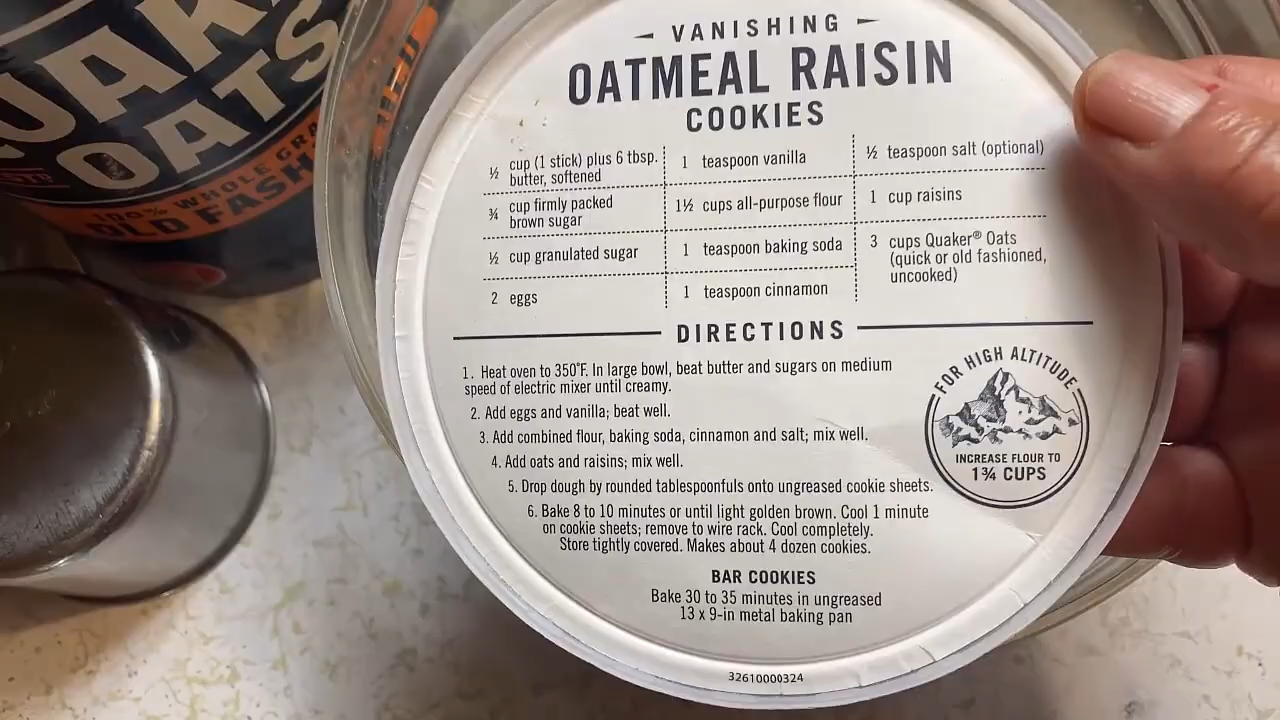 QUAK
OATS
100% WHOLE GRA
OLD FASH
VANISHING
OATMEAL RAISIN
COOKIES
½ cup (1 stick) plus 6 tbsp.
butter, softened
¾ cup firmly packed
brown sugar
½ cup granulated sugar
2 eggs
1 teaspoon vanilla
1½ cups all-purpose flour
1 teaspoon baking soda
1 teaspoon cinnamon
½ teaspoon salt (optional)
1 cup raisins
3 cups Quaker® Oats
(quick or old fashioned,
uncooked)
DIRECTIONS
1. Heat oven to 350°F. In large bowl, beat butter and sugars on medium
speed of electric mixer until creamy.
2. Add eggs and vanilla; beat well.
3. Add combined flour, baking soda, cinnamon and salt; mix well.
4. Add oats and raisins; mix well.
5. Drop dough by rounded tablespoonfuls onto ungreased cookie sheets.
6. Bake 8 to 10 minutes or until light golden brown. Cool 1 minute
on cookie sheets; remove to wire rack. Cool completely.
Store tightly covered. Makes about 4 dozen cookies.
FOR HIGH ALTITUDE
INCREASE FLOUR TO
1¾ CUPS
BAR COOKIES
Bake 30 to 35 minutes in ungreased
13 x 9-in metal baking pan
32610000324